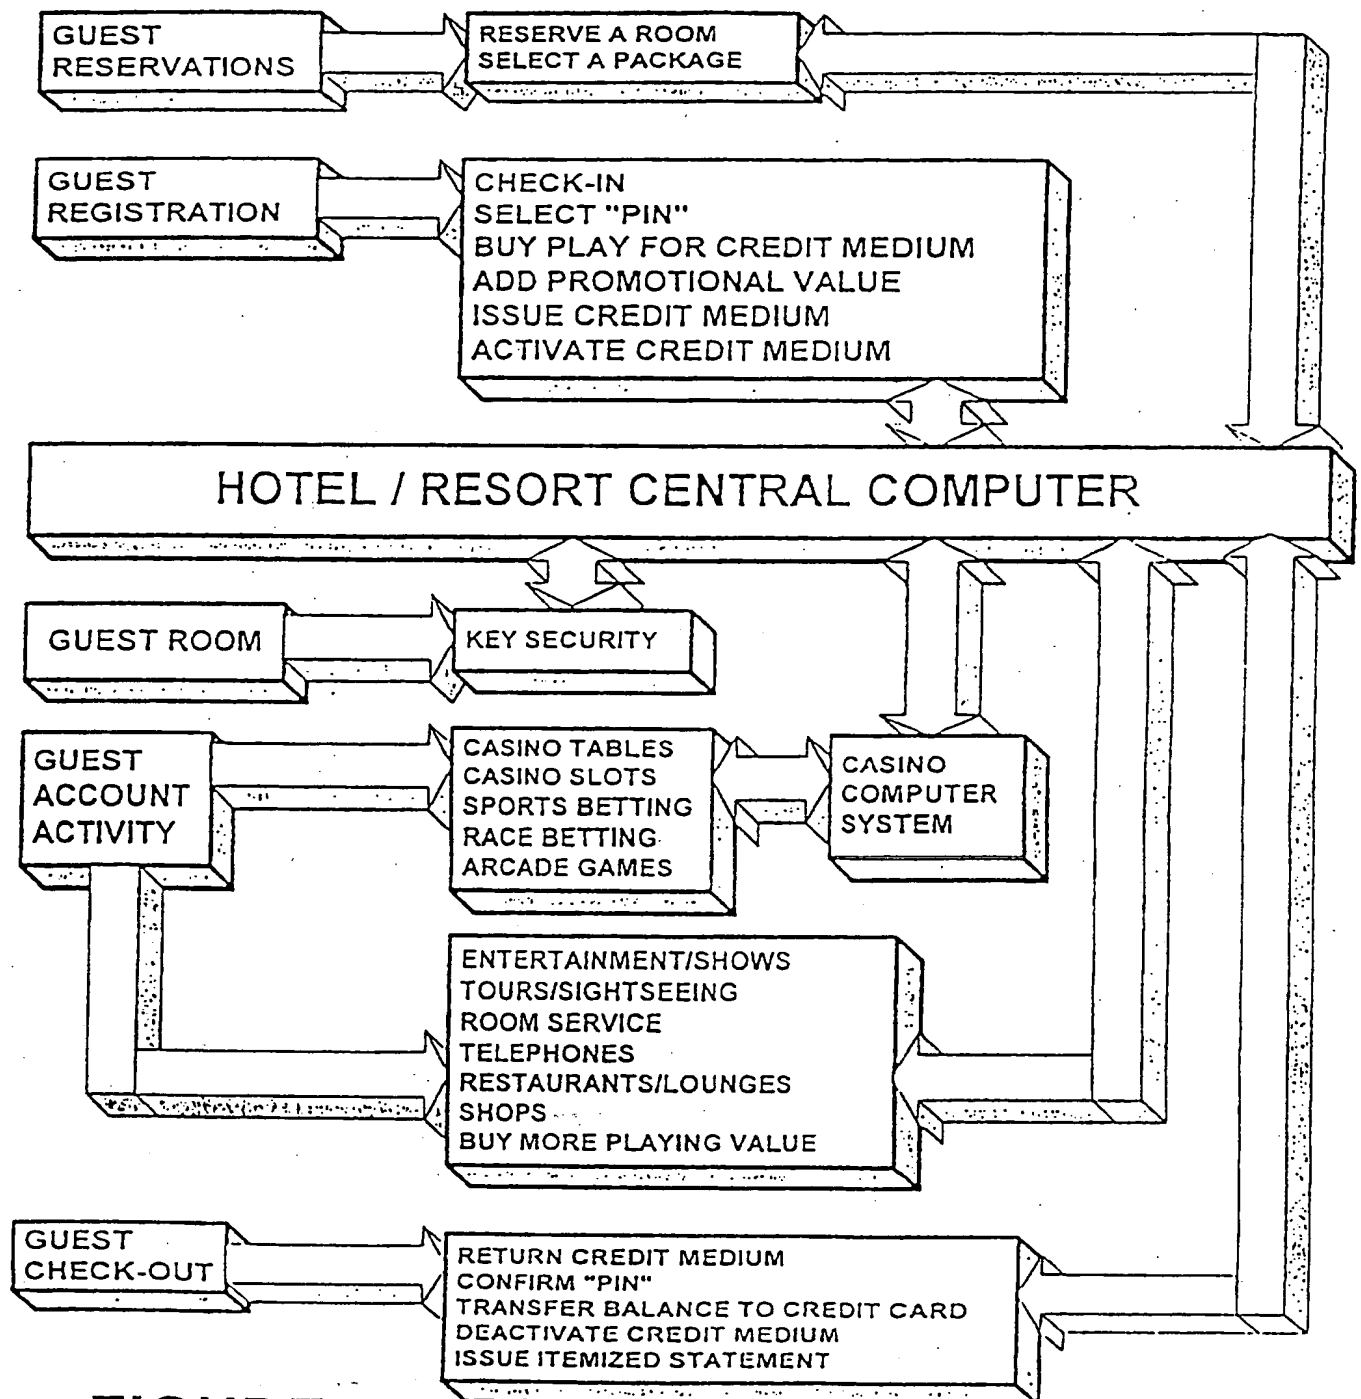 GUEST
RESERVATIONS
RESERVE A ROOM
SELECT A PACKAGE
GUEST
REGISTRATION
CHECK-IN
SELECT "PIN"
BUY PLAY FOR CREDIT MEDIUM
ADD PROMOTIONAL VALUE
ISSUE CREDIT MEDIUM
ACTIVATE CREDIT MEDIUM
HOTEL / RESORT CENTRAL COMPUTER
GUEST ROOM
KEY SECURITY
GUEST
ACCOUNT
ACTIVITY
CASINO TABLES
CASINO SLOTS
SPORTS BETTING
RACE BETTING
ARCADE GAMES
CASINO
COMPUTER
SYSTEM
ENTERTAINMENT/SHOWS
TOURS/SIGHTSEEING
ROOM SERVICE
TELEPHONES
RESTAURANTS/LOUNGES
SHOPS
BUY MORE PLAYING VALUE
GUEST
CHECK-OUT
RETURN CREDIT MEDIUM
CONFIRM "PIN"
TRANSFER BALANCE TO CREDIT CARD
DEACTIVATE CREDIT MEDIUM
ISSUE ITEMIZED STATEMENT